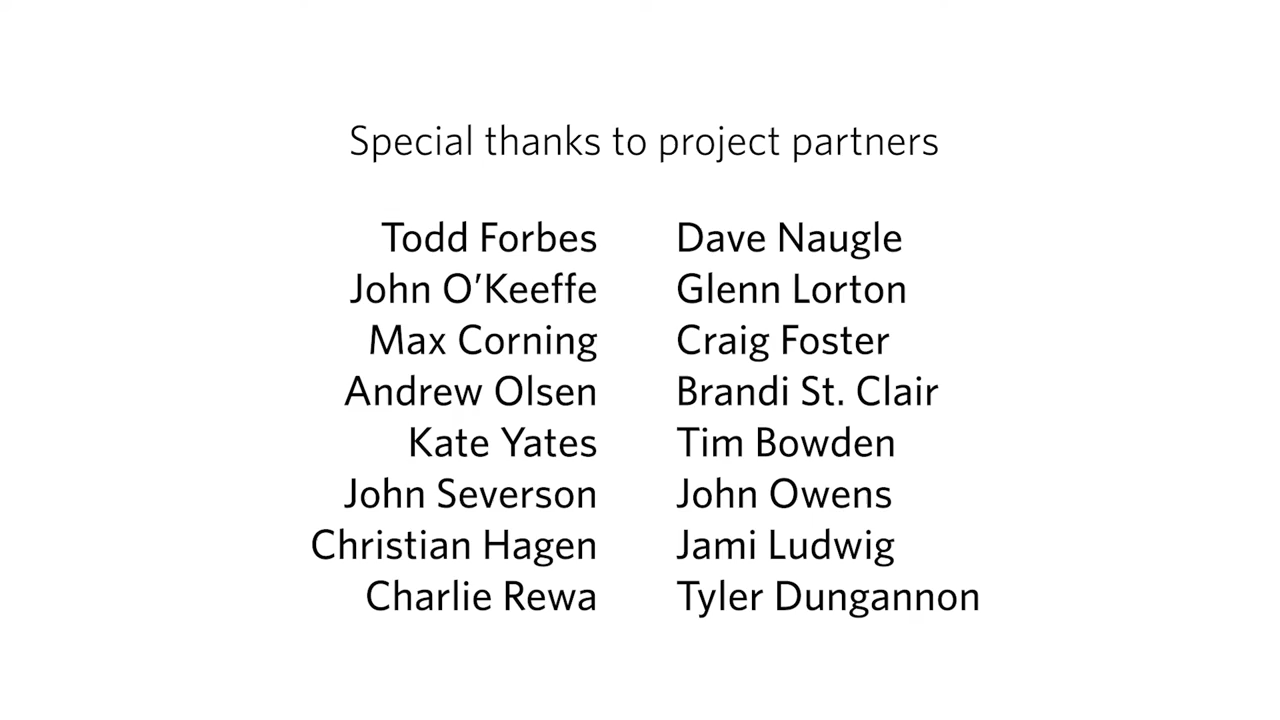 Special thanks to project partners
Todd Forbes
John O’Keeffe
Max Corning
Andrew Olsen
Kate Yates
John Severson
Christian Hagen
Charlie Rewa
Dave Naugle
Glenn Lorton
Craig Foster
Brandi St. Clair
Tim Bowden
John Owens
Jami Ludwig
Tyler Dungannon